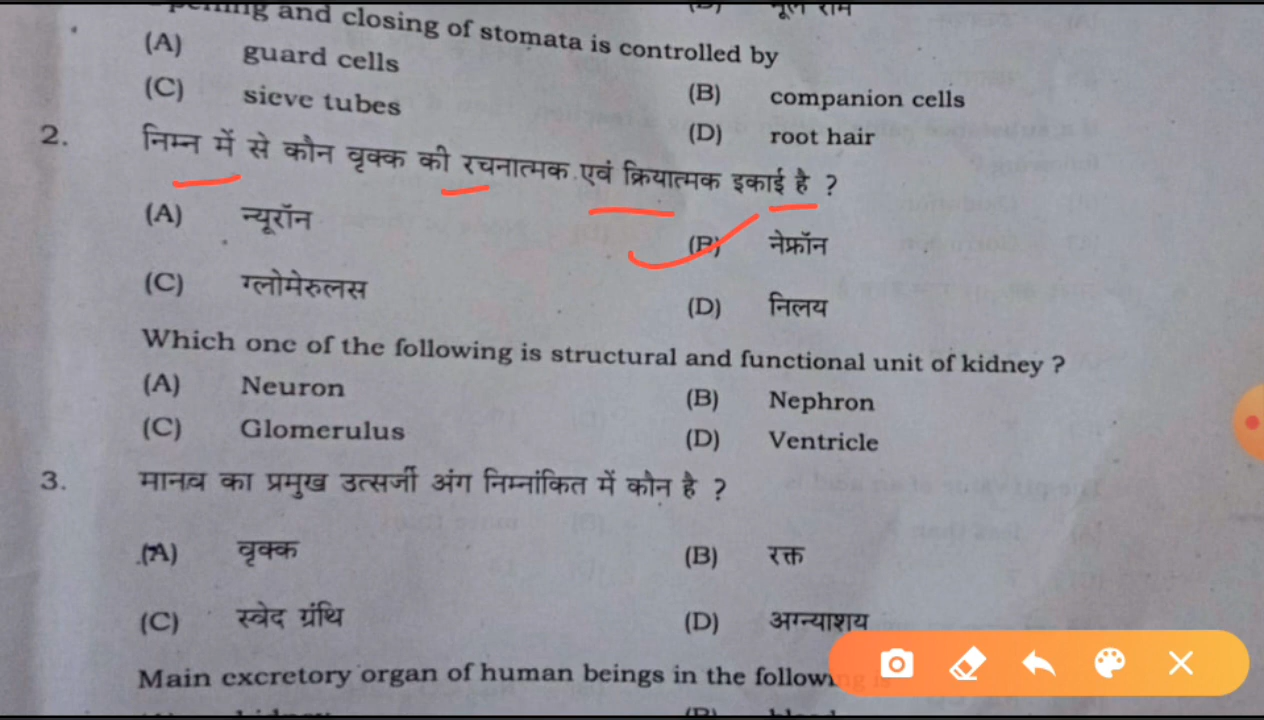 (D) मूल रोम
Opening and closing of stomata is controlled by
(A) guard cells
(B) companion cells
(C) sieve tubes
(D) root hair
2. निम्न में से कौन वृक्क की रचनात्मक एवं क्रियात्मक इकाई है ?
(A) न्यूरॉन
(B) नेफ्रॉन
(C) ग्लोमेरुलस
(D) निलय
Which one of the following is structural and functional unit of kidney ?
(A) Neuron
(B) Nephron
(C) Glomerulus
(D) Ventricle
3. मानव का प्रमुख उत्सर्जी अंग निम्नांकित में कौन है ?
(A) वृक्क
(B) रक्त
(C) स्वेद ग्रंथि
(D) अग्न्याशय
Main excretory organ of human beings in the following is